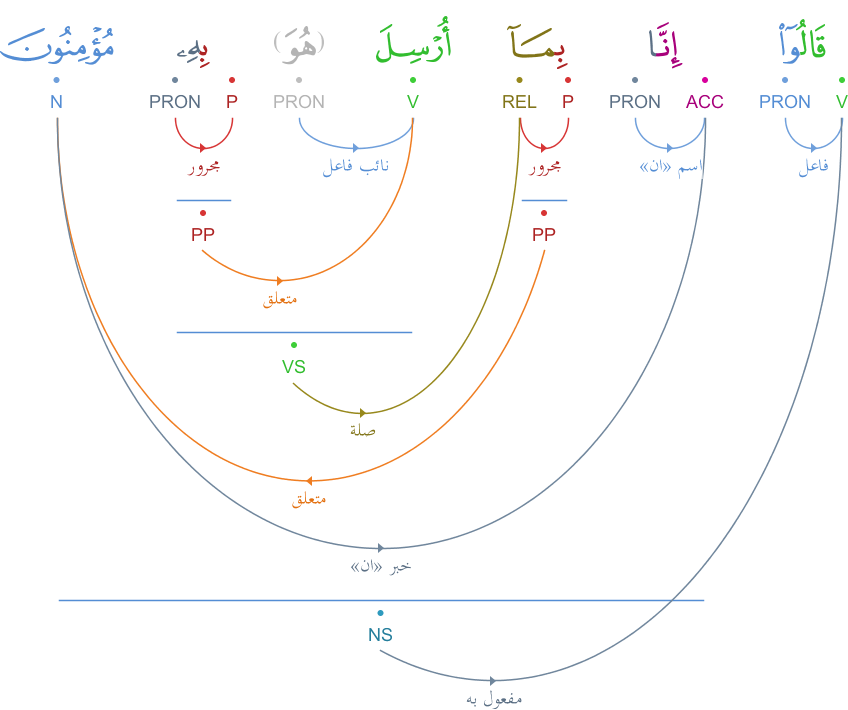 قَالُوٓا۟ إِنَّا بِمَآ أُرْسِلَ (هُوَ) بِهِۦ مُؤْمِنُونَ
V PRON ACC PRON P REL V PRON P PRON N
فاعل اسم «ان» مجرور نائب فاعل مجرور
PP PP
متعلق
VS
صلة
متعلق
خبر «ان»
NS
مفعول به